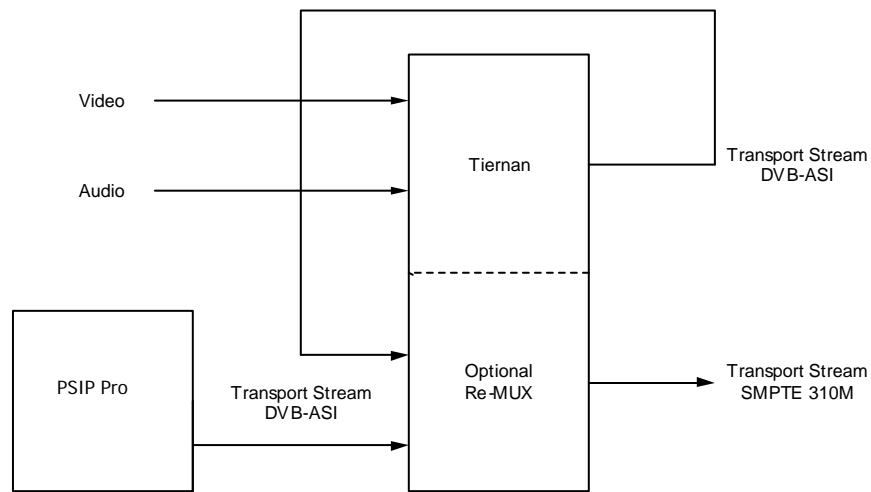 Video
Tiernan
Transport Stream
DVB-ASI
Audio
PSIP Pro
Transport Stream
DVB-ASI
Optional
Re-MUX
Transport Stream
SMPTE 310M